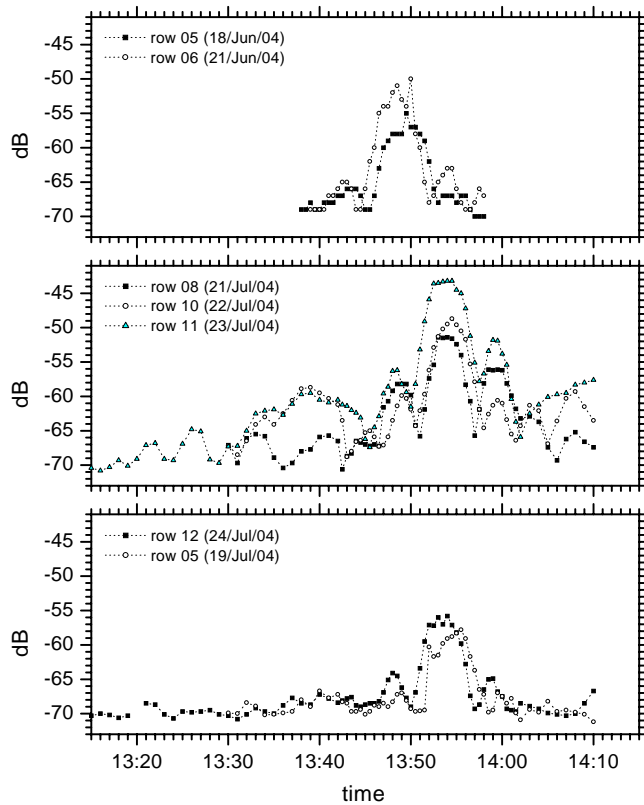 -45
-50
-55
-60
-65
-70
dB
row 05 (18/Jun/04)
row 06 (21/Jun/04)
-45
-50
-55
-60
-65
-70
dB
row 08 (21/Jul/04)
row 10 (22/Jul/04)
row 11 (23/Jul/04)
-45
-50
-55
-60
-65
-70
dB
row 12 (24/Jul/04)
row 05 (19/Jul/04)
13:20 13:30 13:40 13:50 14:00 14:10
time